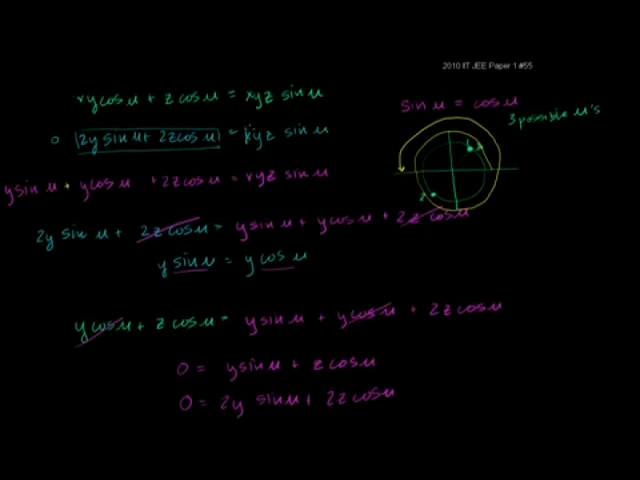 2010 IIT JEE Paper 1 #55
y cos u + z cos u = xyz sin u
sin u = cos u
3 possible u's
0 2y sin u + 2z cos u = xyz sin u
y sin u + y cos u + 2z cos u = xyz sin u
2y sin u + 2z cos u = y sin u + y cos u + 2z cos u
y sin u = y cos u
y cos u + z cos u = y sin u + y cos u + 2z cos u
0 = y sin u + z cos u
0 = 2y sin u + 2z cos u